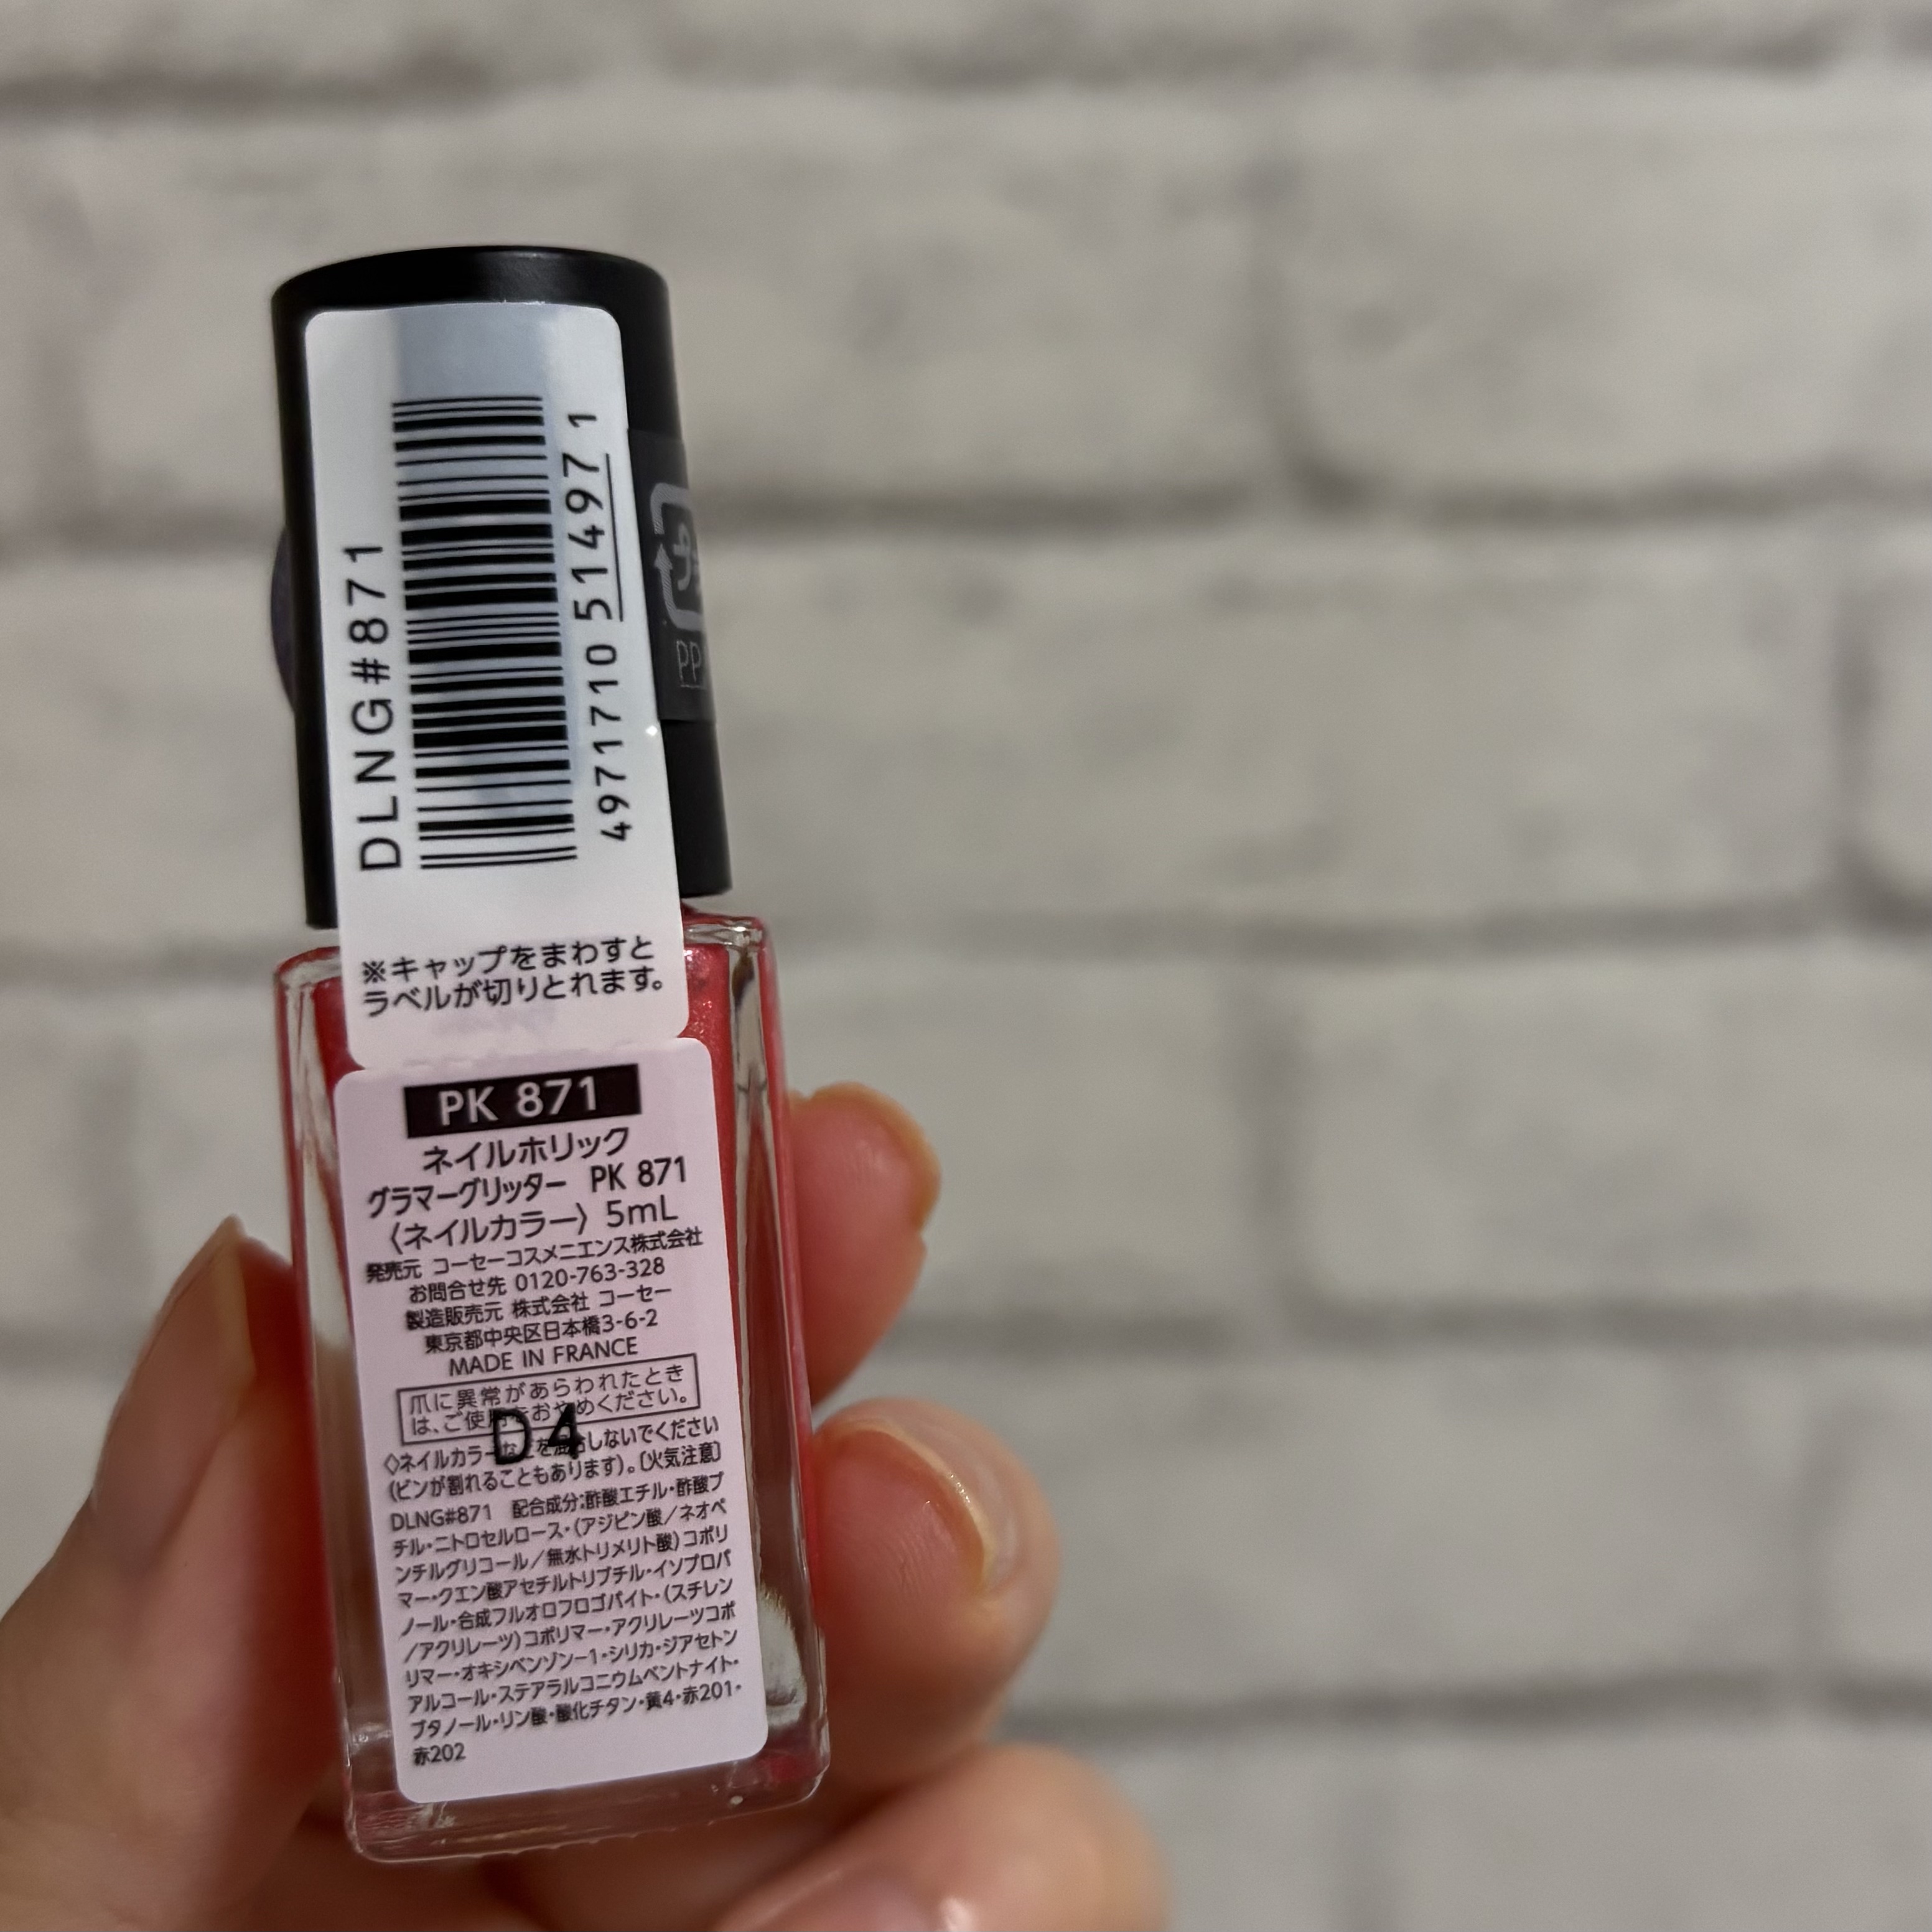 DLNG#871
4971710 514971
プ
PP
※キャップをまわすと
ラベルが切りとれます。
PK 871
ネイルホリック
グラマーグリッター PK 871
〈ネイルカラー〉 5mL
発売元 コーセーコスメニエンス株式会社
お問合せ先 0120-763-328
製造販売元 株式会社 コーセー
東京都中央区日本橋3-6-2
MADE IN FRANCE
爪に異常があらわれたとき
は、ご使用をおやめください。
D4
◇ネイルカラーなどを混合しないでください
(ビンが割れることもあります)。〔火気注意〕
DLNG#871 配合成分:酢酸エチル・酢酸ブ
チル・ニトロセルロース・(アジピン酸/ネオペ
ンチルグリコール/無水トリメリト酸)コポリ
マー・クエン酸アセチルトリブチル・イソプロパ
ノール・合成フルオロフロゴパイト・(スチレン
/アクリレーツ)コポリマー・アクリレーツコポ
リマー・オキシベンゾン-1・シリカ・ジアセトン
アルコール・ステアラルコニウムベントナイト・
ブタノール・リン酸・酸化チタン・黄4・赤201・
赤202